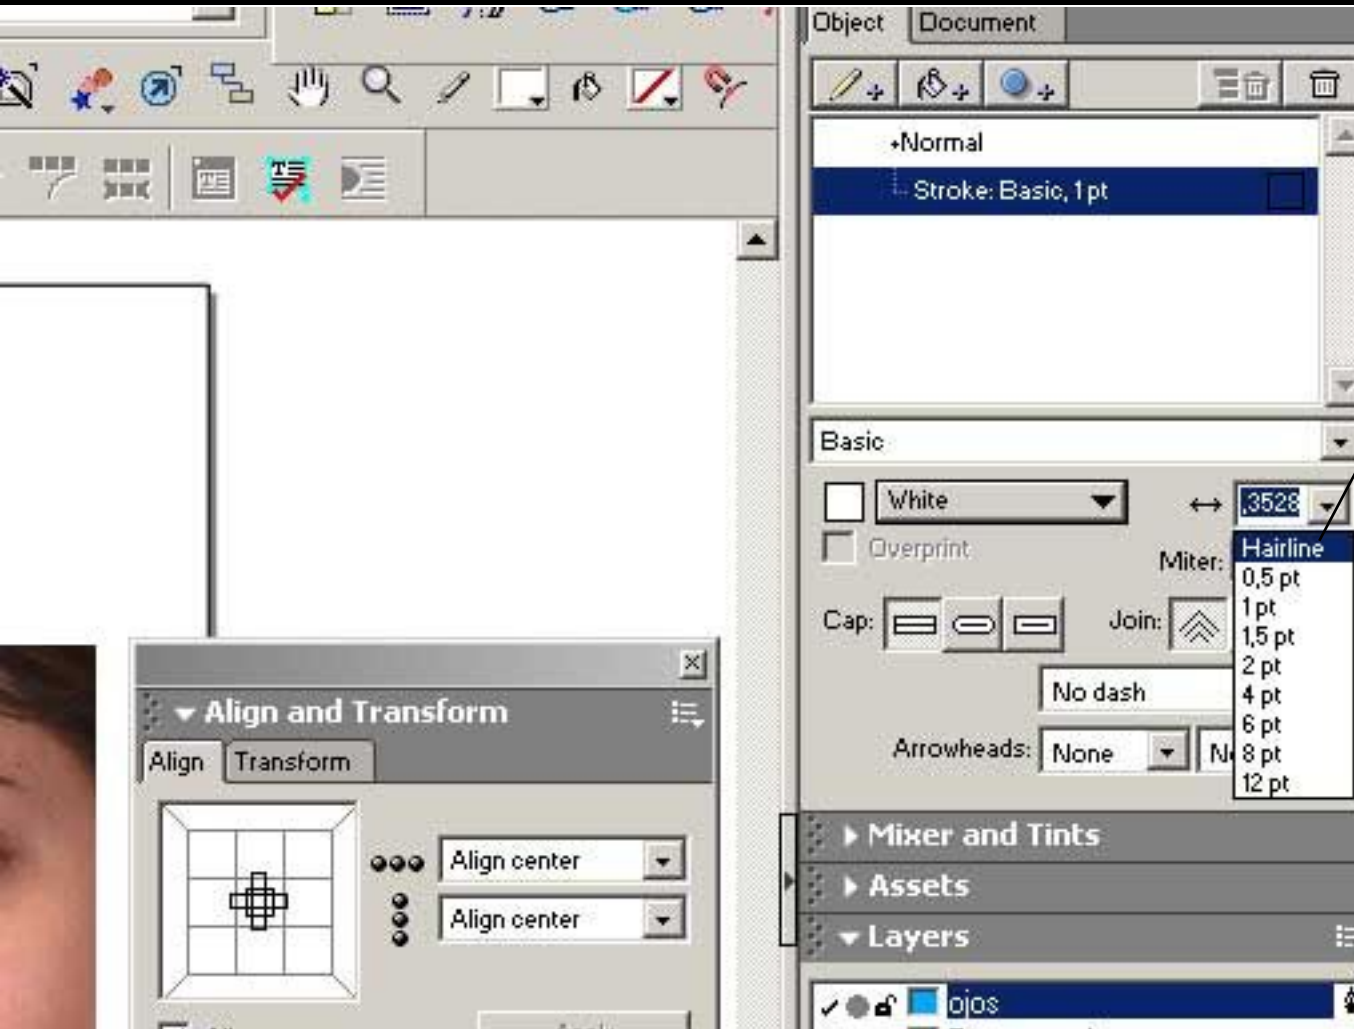 Object Document
Normal
Stroke: Basic, 1pt
Basic
White
,3528
Overprint
Miter:
Hairline
0,5 pt
1 pt
1,5 pt
2 pt
4 pt
6 pt
8 pt
12 pt
Cap:
Join:
No dash
Arrowheads: None
Align and Transform
Align Transform
Align center
Align center
Mixer and Tints
Assets
Layers
ojos